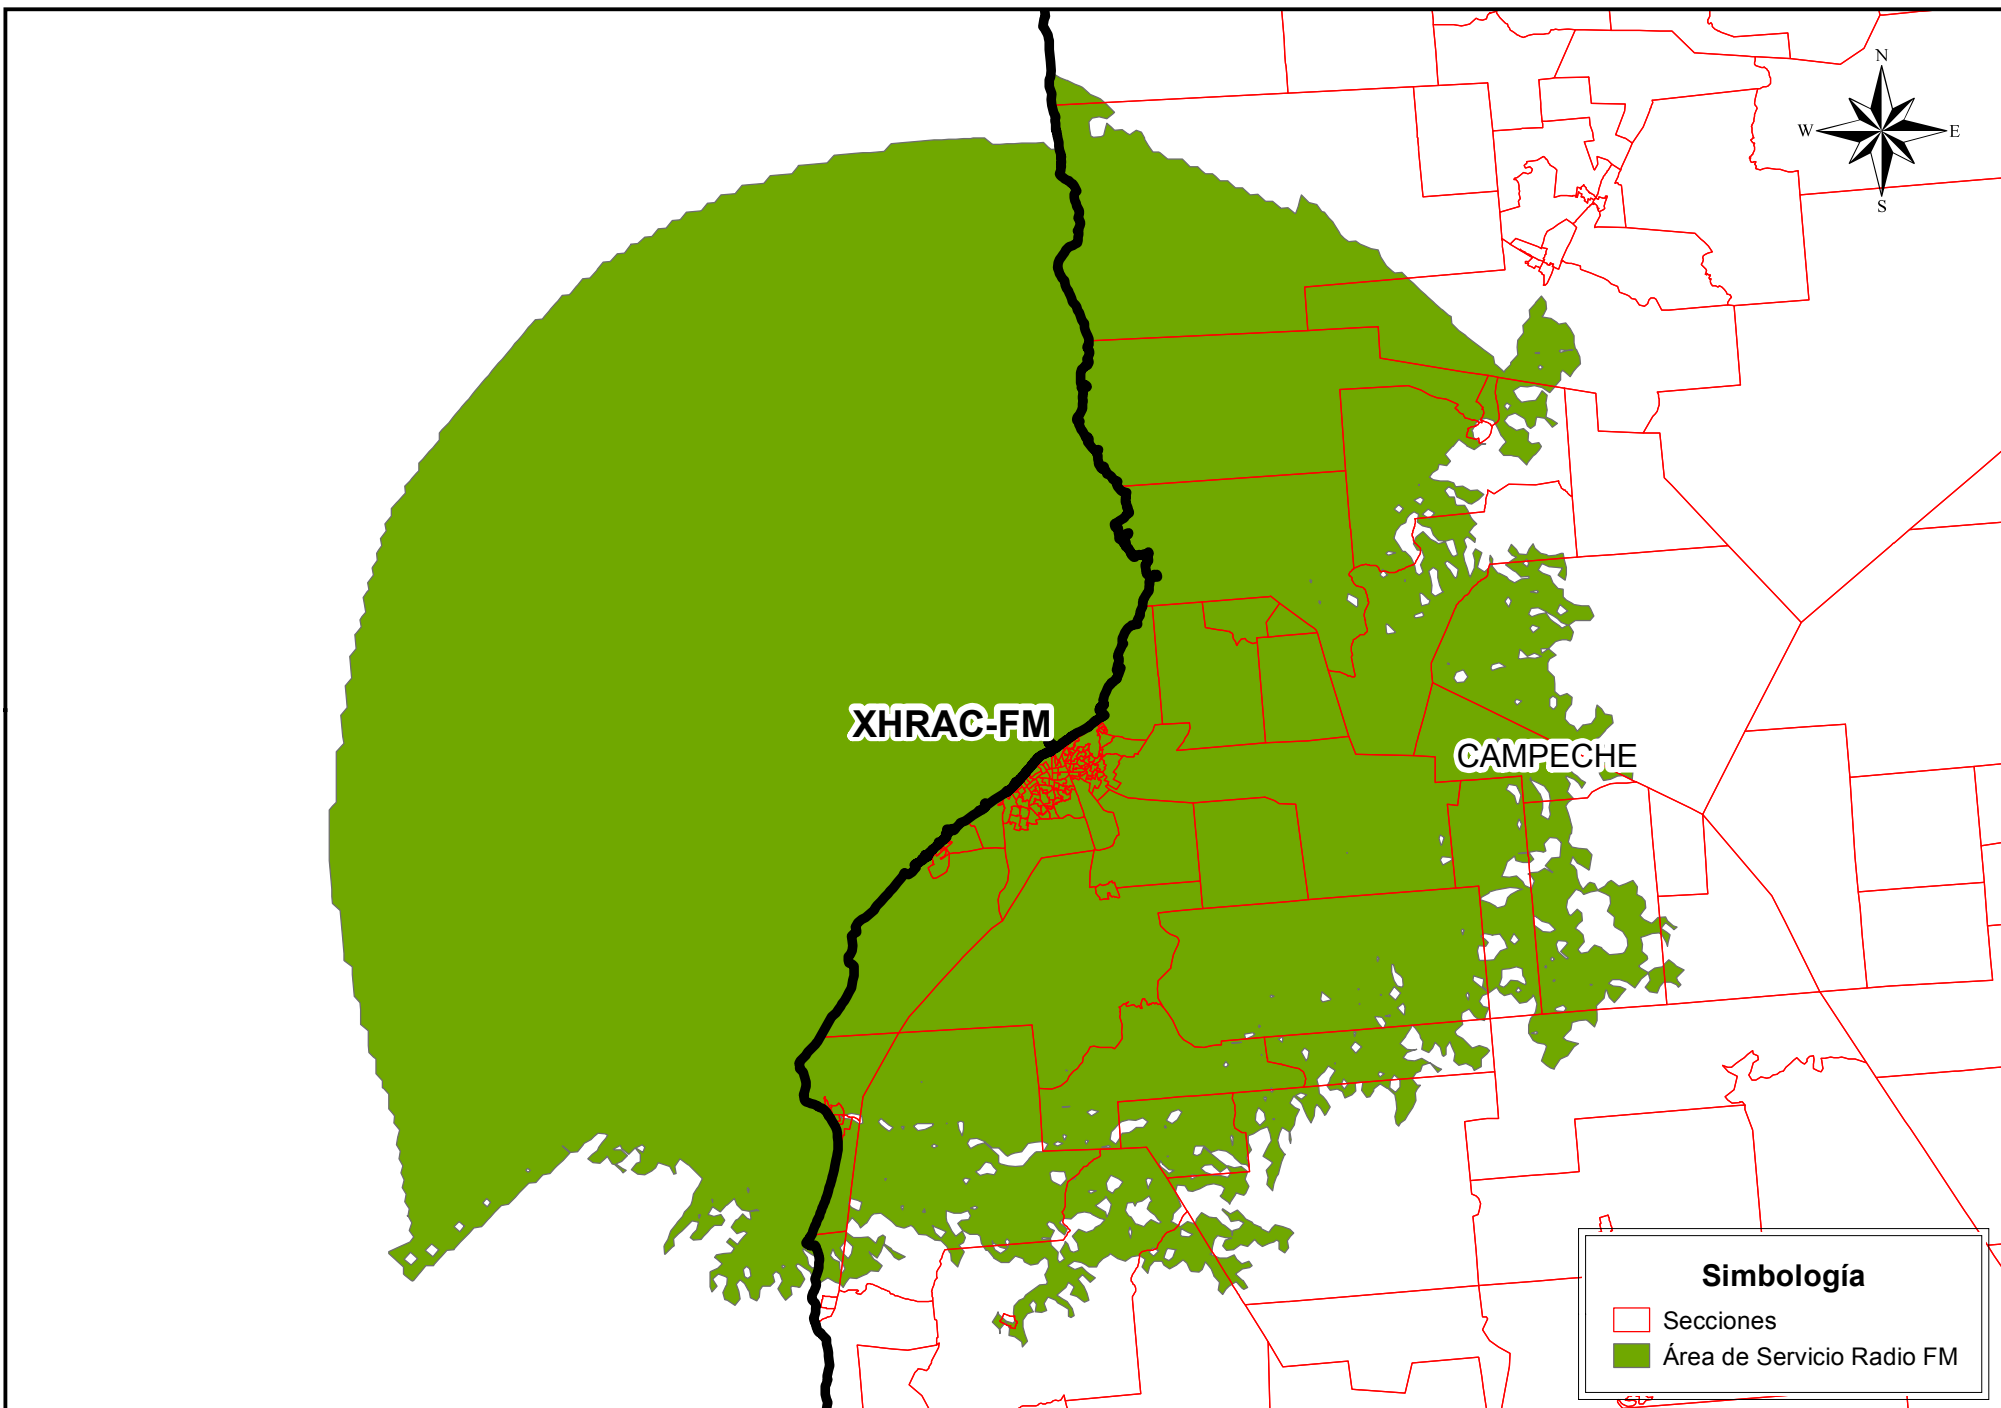 N
W E
S
XHRAC-FM
CAMPECHE
Simbología
Secciones
Área de Servicio Radio FM